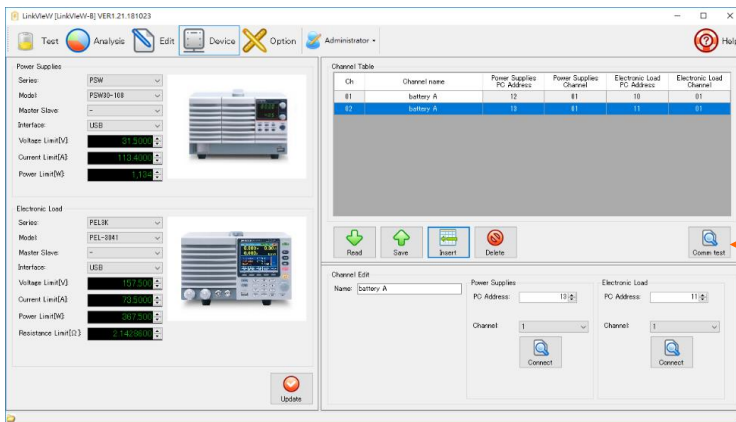 LinkVIeW [LinkVIeW-B] VER1.21.181023
Test Analysis Edit Device Option Administrator Help
Power Supplies
Series: PSW
Model: PSW30-108
Master Slave: -
Interface: USB
Voltage Limit[V] 31.5000
Current Limit[A] 113.4000
Power Limit[W] 1,134
Electronic Load
Series: PEL3K
Model: PEL-3041
Master Slave: -
Interface: USB
Voltage Limit[V] 157.500
Current Limit[A] 73.5000
Power Limit[W] 367.500
Resistance Limit[Ω] 2.1428600
Update
Channel Table
Ch Channel name Power Supplies PC Address Power Supplies Channel Electronic Load PC Address Electronic Load Channel
01 battery A 12 01 10 01
02 battery A 13 01 11 01
Read Save Insert Delete Comm test
Channel Edit
Name: battery A
Power Supplies
PC Address: 13
Channel: 1
Connect
Electronic Load
PC Address: 11
Channel: 1
Connect